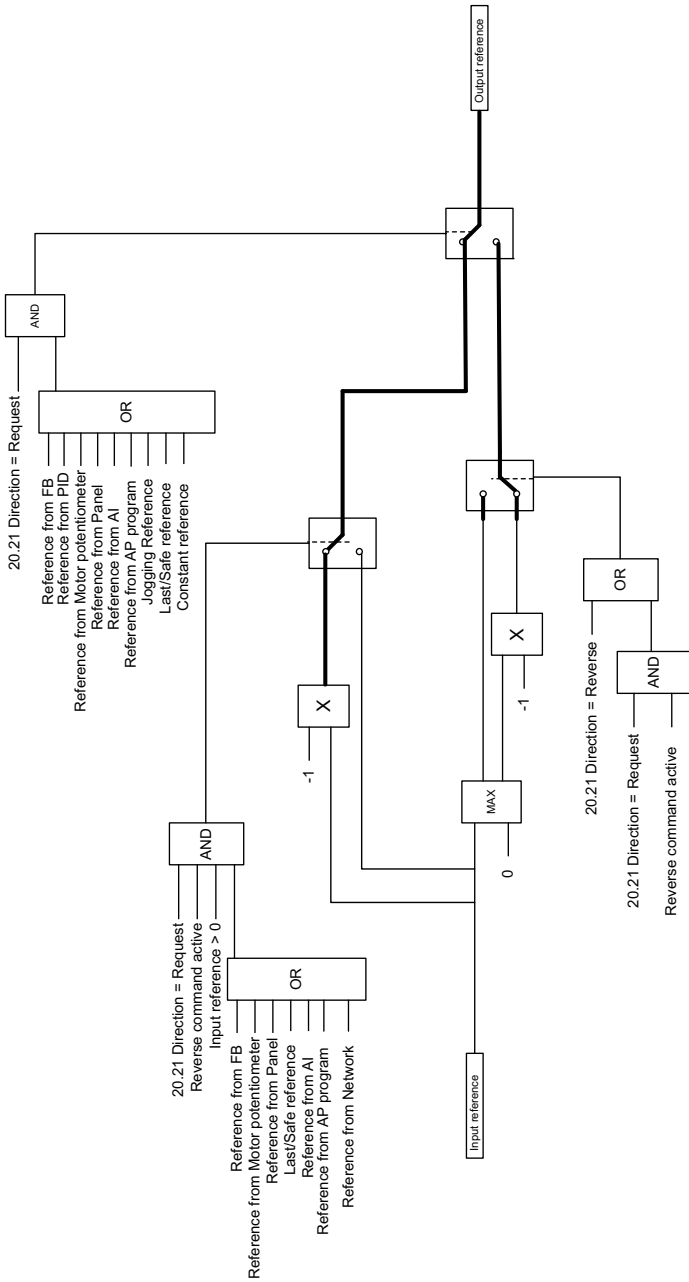 20.21 Direction = Request
AND
Reference from FB
Reference from PID
Reference from Motor potentiometer
Reference from Panel
Reference from AI
Reference from AP program
Jogging Reference
Last/Safe reference
Constant reference
OR
20.21 Direction = Request
Reverse command active
Input reference > 0
AND
Reference from FB
Reference from Motor potentiometer
Reference from Panel
Last/Safe reference
Reference from AI
Reference from AP program
Reference from Network
OR
-1
X
Input reference
0
MAX
-1
X
20.21 Direction = Reverse
OR
20.21 Direction = Request
Reverse command active
AND
Output reference